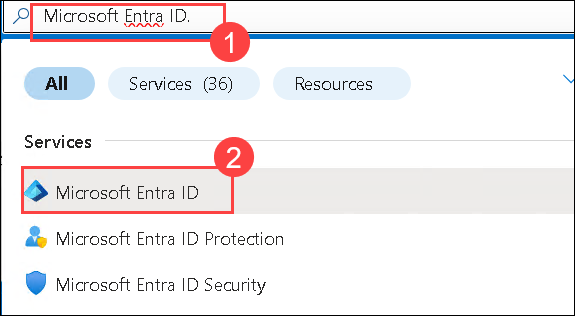 Microsoft Entra ID.
1
All
Services (36)
Resources
Services
2
Microsoft Entra ID
Microsoft Entra ID Protection
Microsoft Entra ID Security